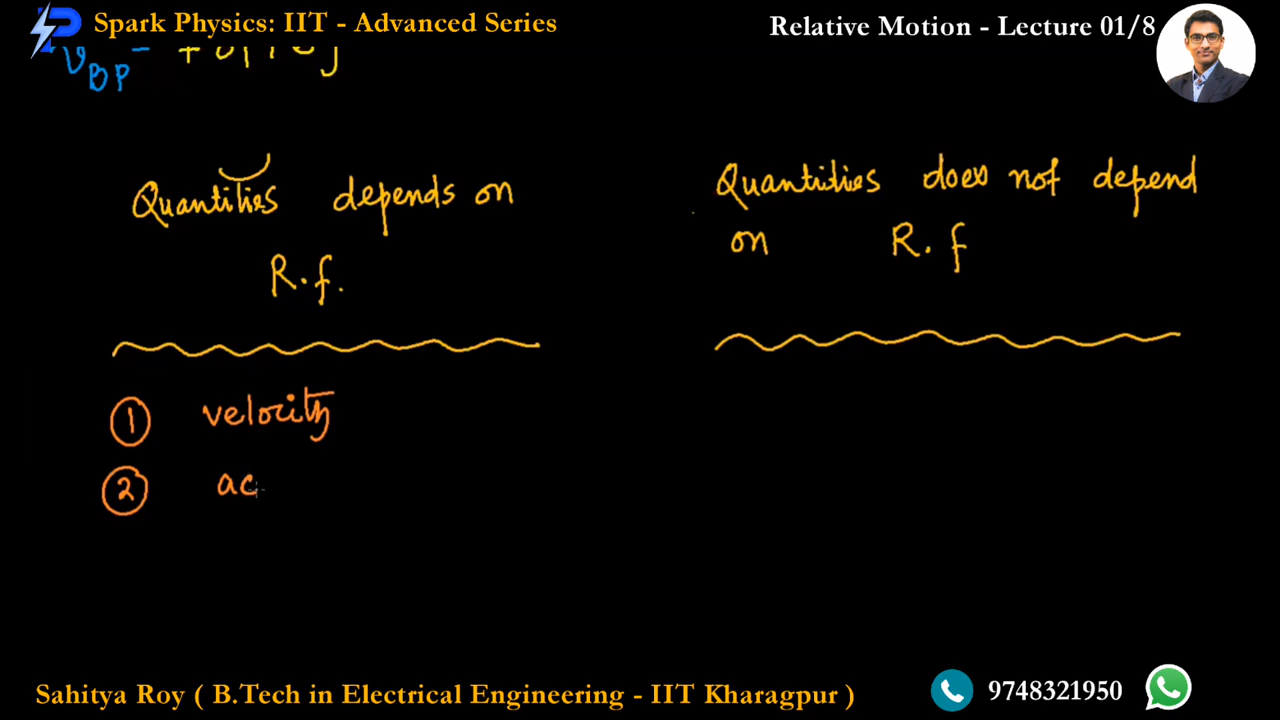 Spark Physics: IIT - Advanced Series
Relative Motion - Lecture 01/8
BP
Quantities depends on
R.f.
Quantities does not depend
on R.f
1 velocity
2 ac
Sahitya Roy ( B.Tech in Electrical Engineering - IIT Kharagpur )
9748321950